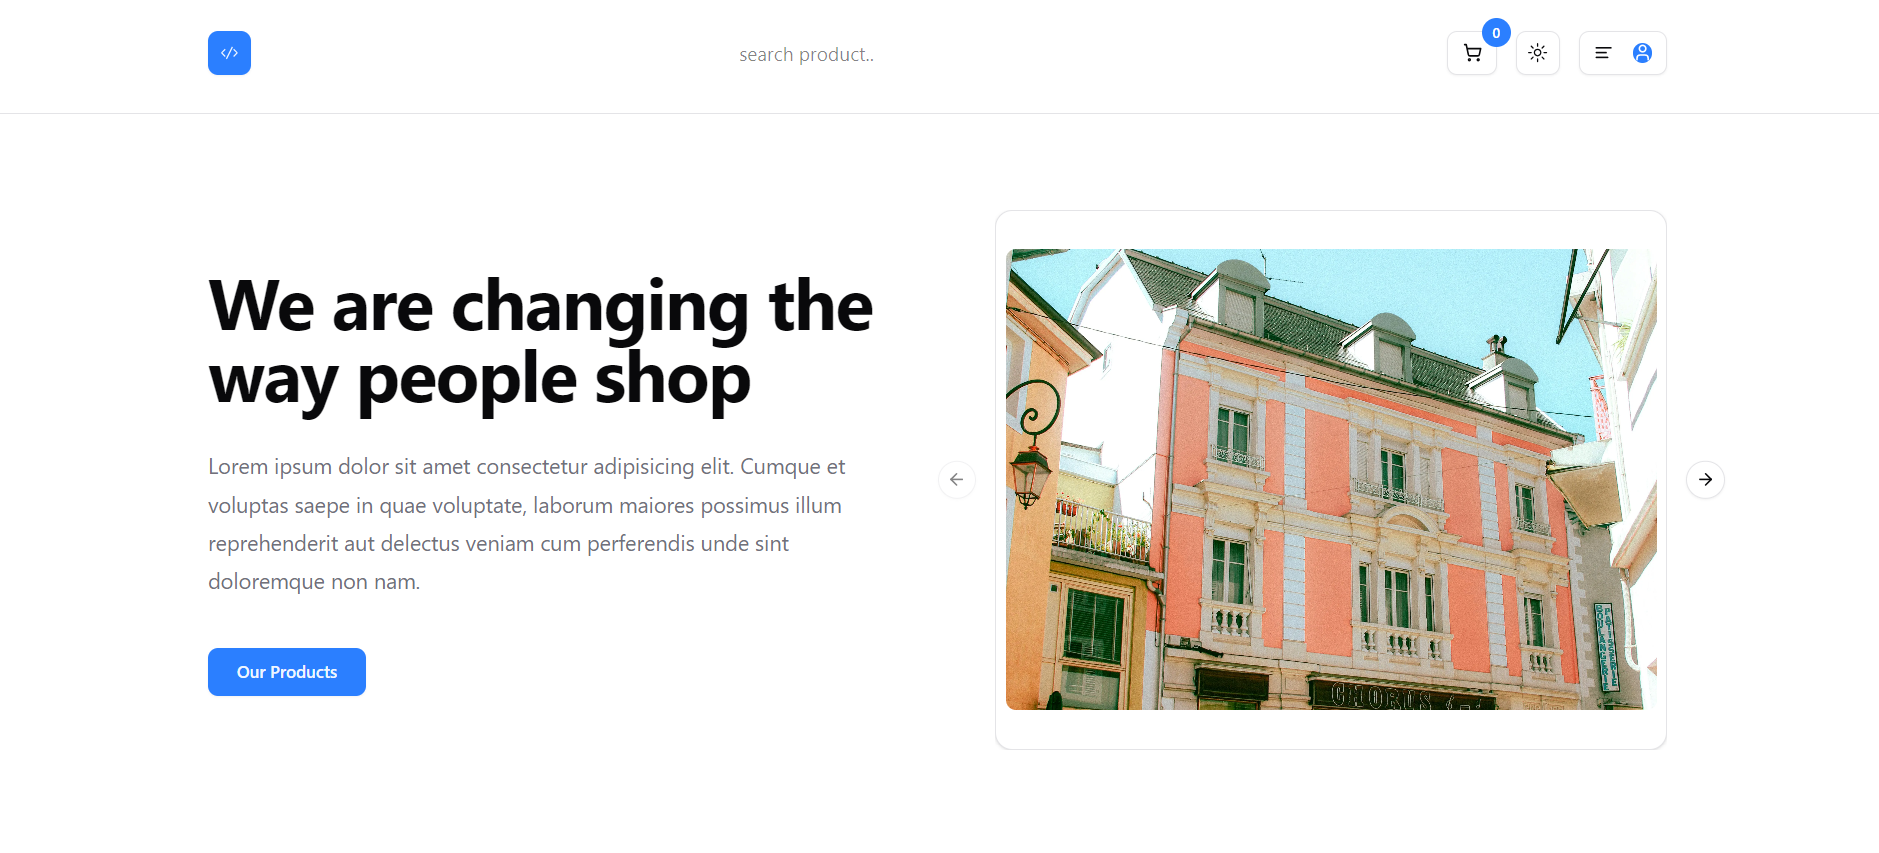 </>
search product..
0
We are changing the
way people shop
Lorem ipsum dolor sit amet consectetur adipisicing elit. Cumque et
voluptas saepe in quae voluptate, laborum maiores possimus illum
reprehenderit aut delectus veniam cum perferendis unde sint
doloremque non nam.
Our Products
PATISSERIE
BOULANGERIE
CHORUS